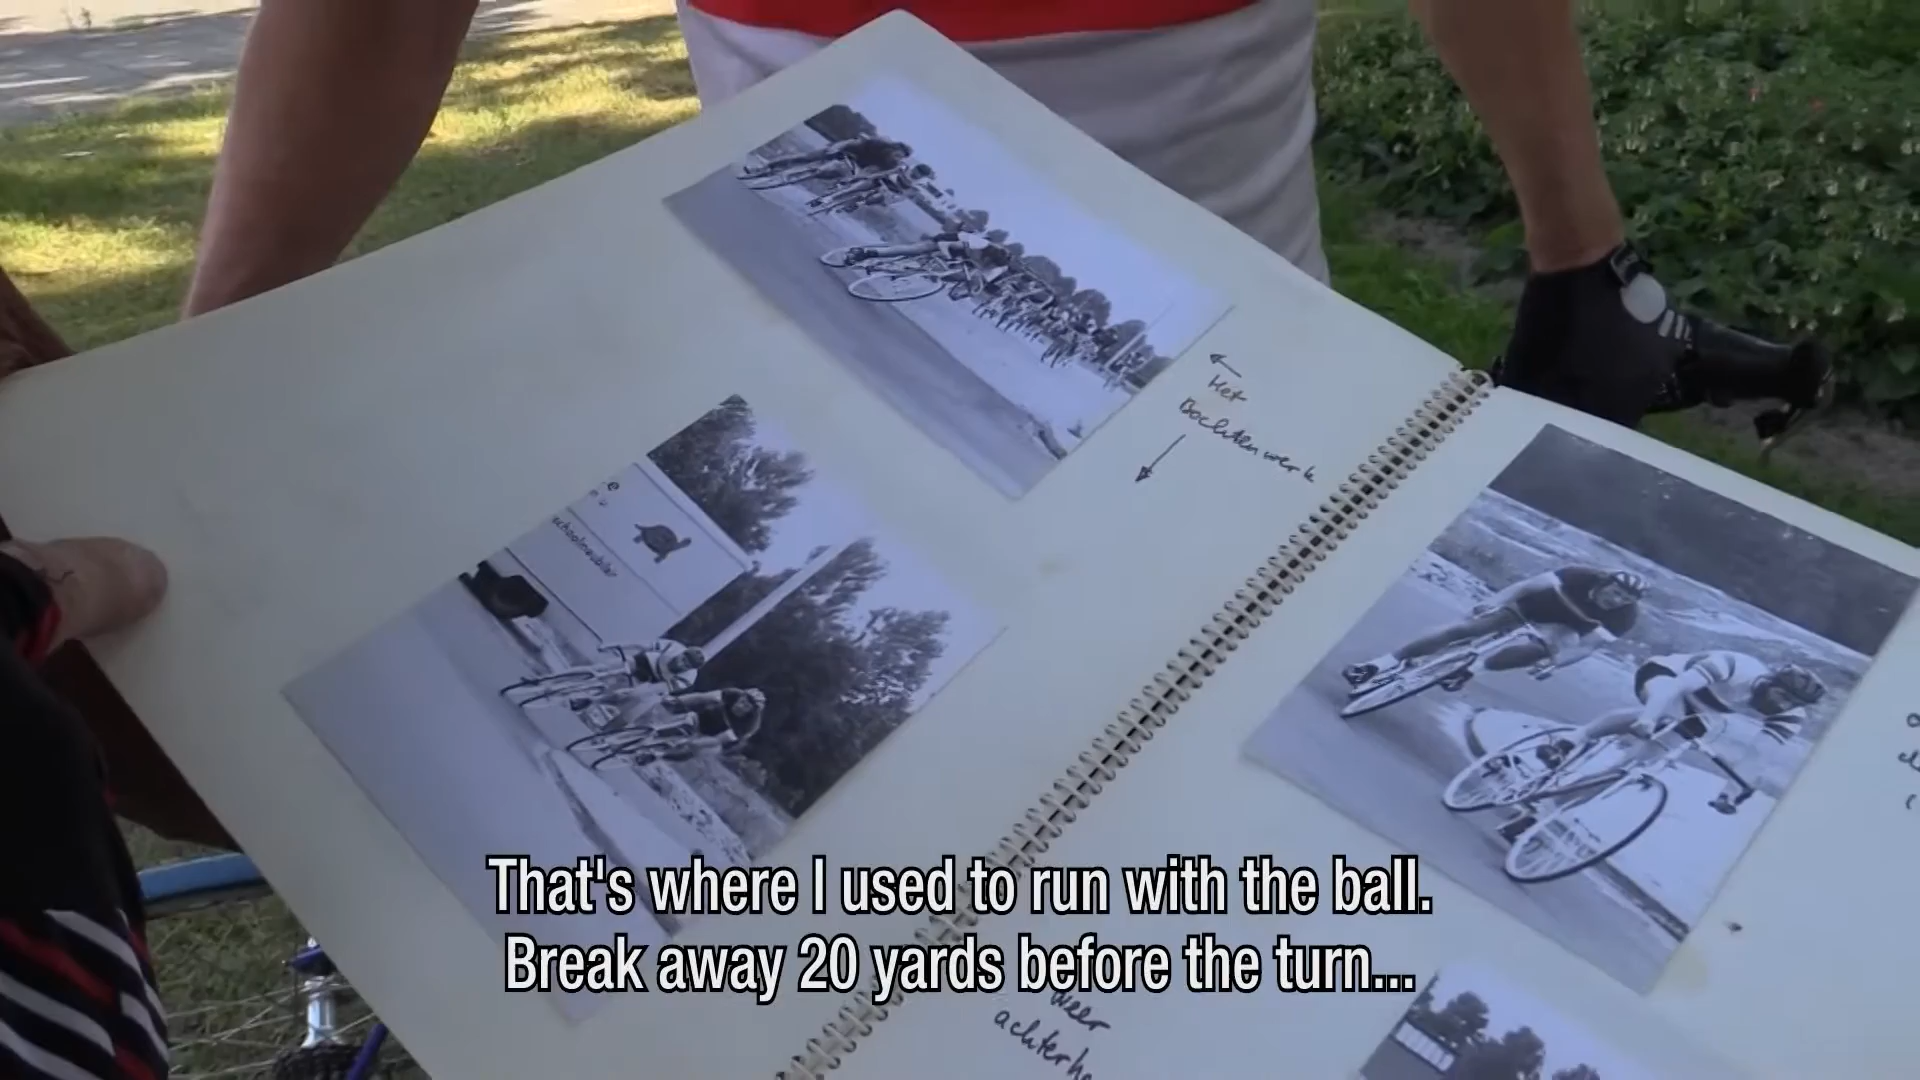 Het
Bochtenwerk
schoolmeubilair
weer
That's where I used to run with the ball.
Break away 20 yards before the turn...